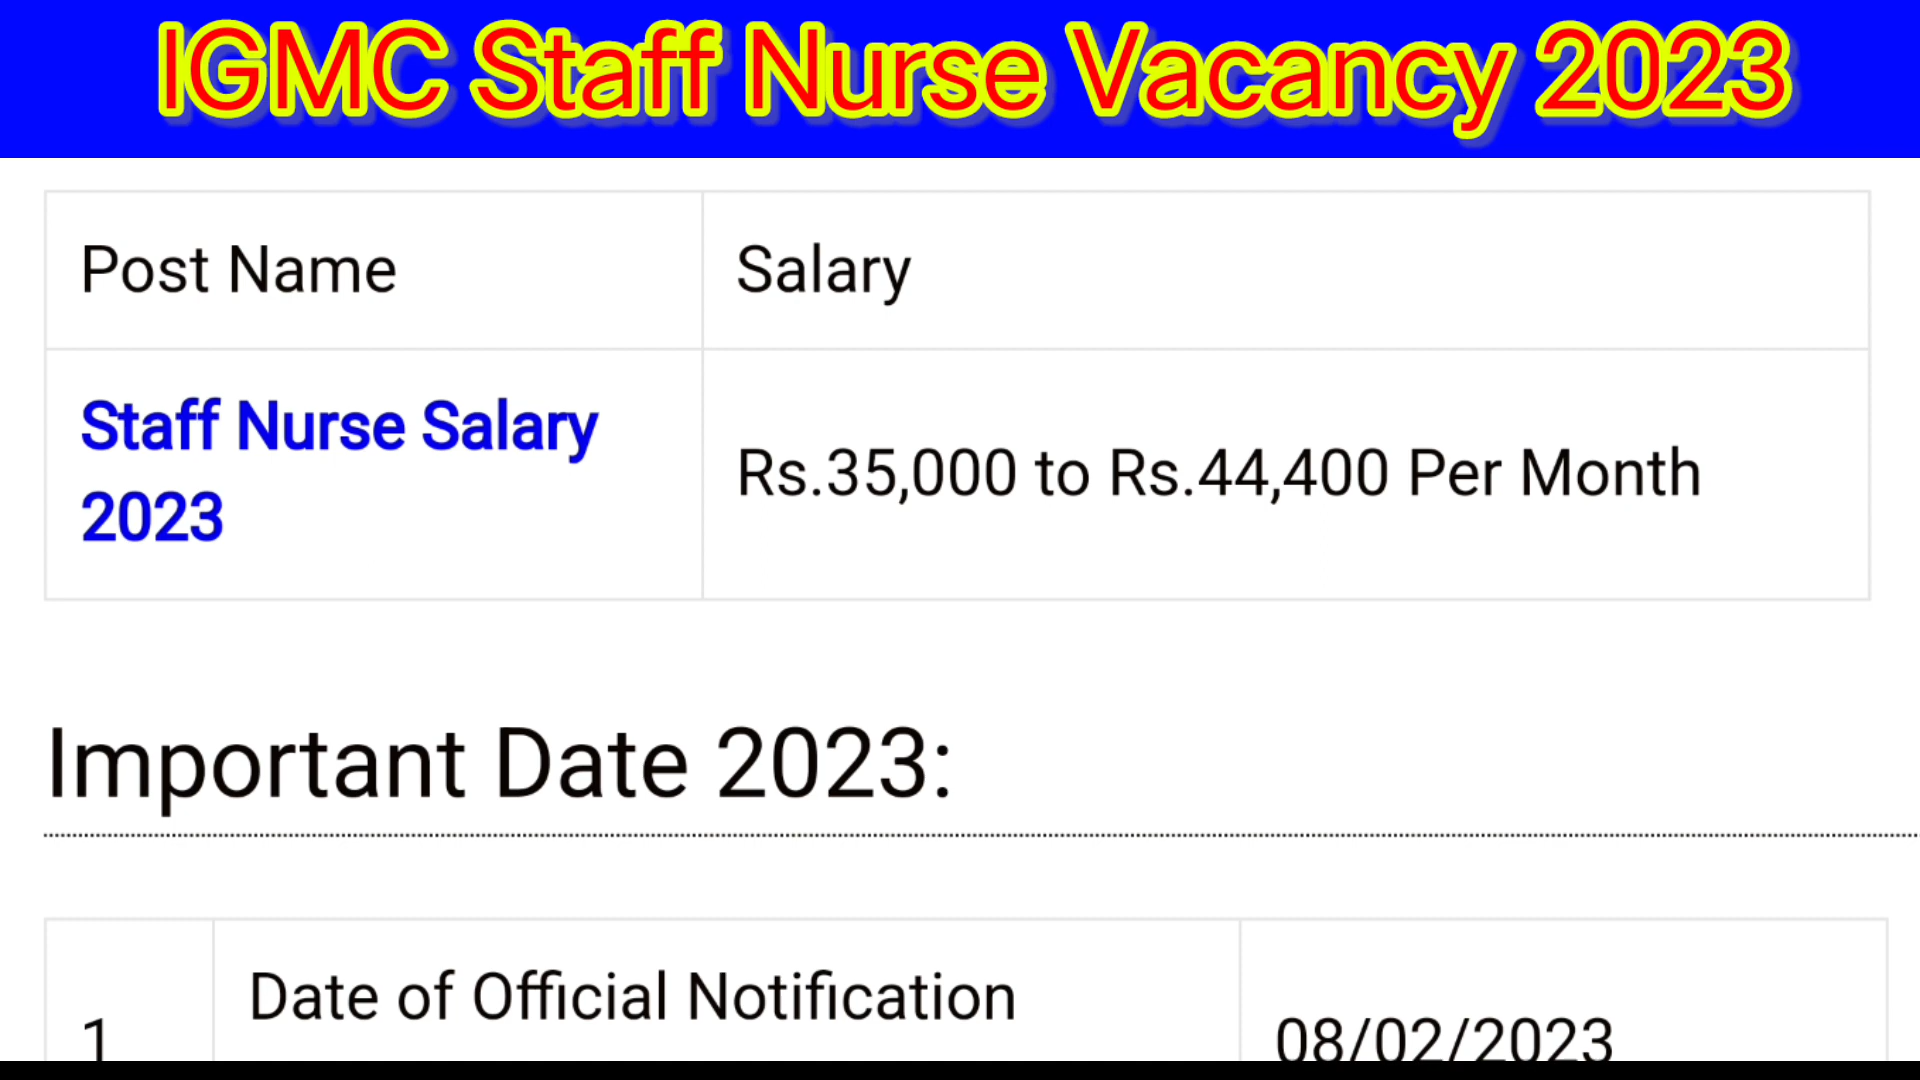 IGMC Staff Nurse Vacancy 2023
Post Name
Salary
Staff Nurse Salary
2023
Rs.35,000 to Rs.44,400 Per Month
Important Date 2023:
1
Date of Official Notification
08/02/2023